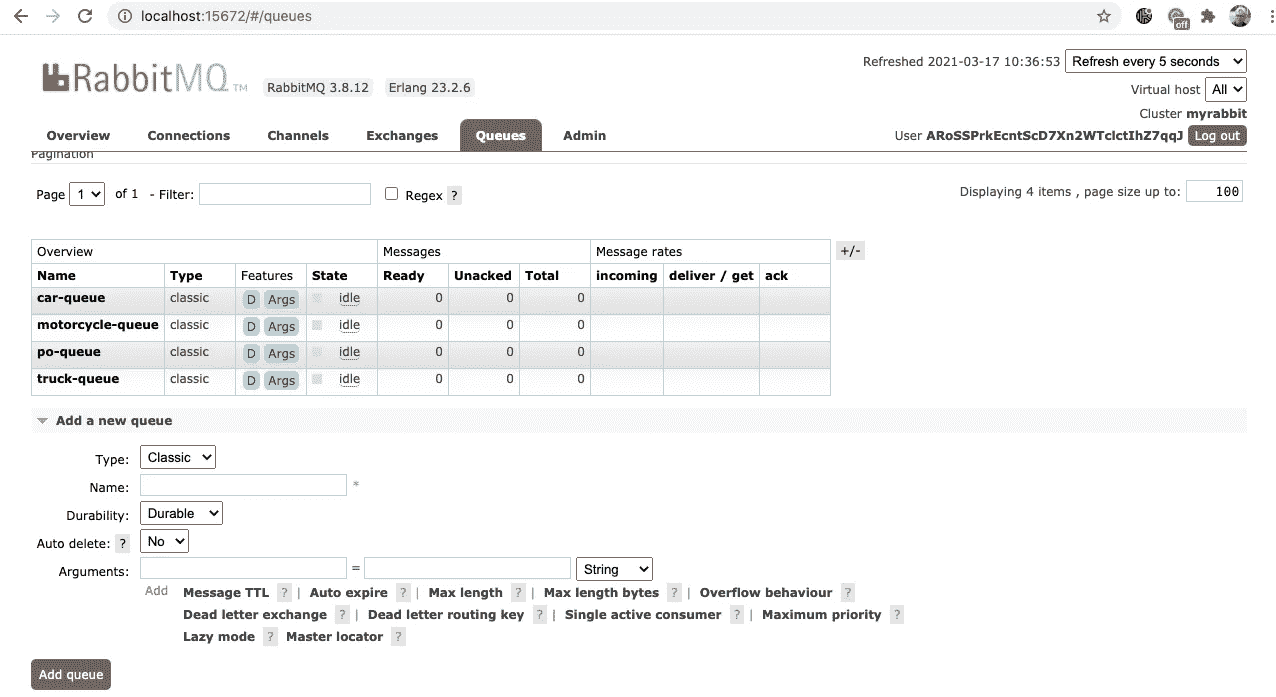 localhost:15672/#/queues
off
RabbitMQ TM RabbitMQ 3.8.12 Erlang 23.2.6
Refreshed 2021-03-17 10:36:53 Refresh every 5 seconds
Virtual host All
Cluster myrabbit
User ARoSSPrkEcntScD7Xn2WTclctIhZ7qqJ Log out
Overview Connections Channels Exchanges Queues Admin
Pagination
Page 1 of 1 - Filter: Regex ? Displaying 4 items , page size up to: 100
Overview Messages Message rates +/-
Name Type Features State Ready Unacked Total incoming deliver / get ack
car-queue classic D Args idle 0 0 0
motorcycle-queue classic D Args idle 0 0 0
po-queue classic D Args idle 0 0 0
truck-queue classic D Args idle 0 0 0
Add a new queue
Type: Classic
Name: *
Durability: Durable
Auto delete: ? No
Arguments: = String
Add Message TTL ? | Auto expire ? | Max length ? | Max length bytes ? | Overflow behaviour ?
Dead letter exchange ? | Dead letter routing key ? | Single active consumer ? | Maximum priority ?
Lazy mode ? Master locator ?
Add queue